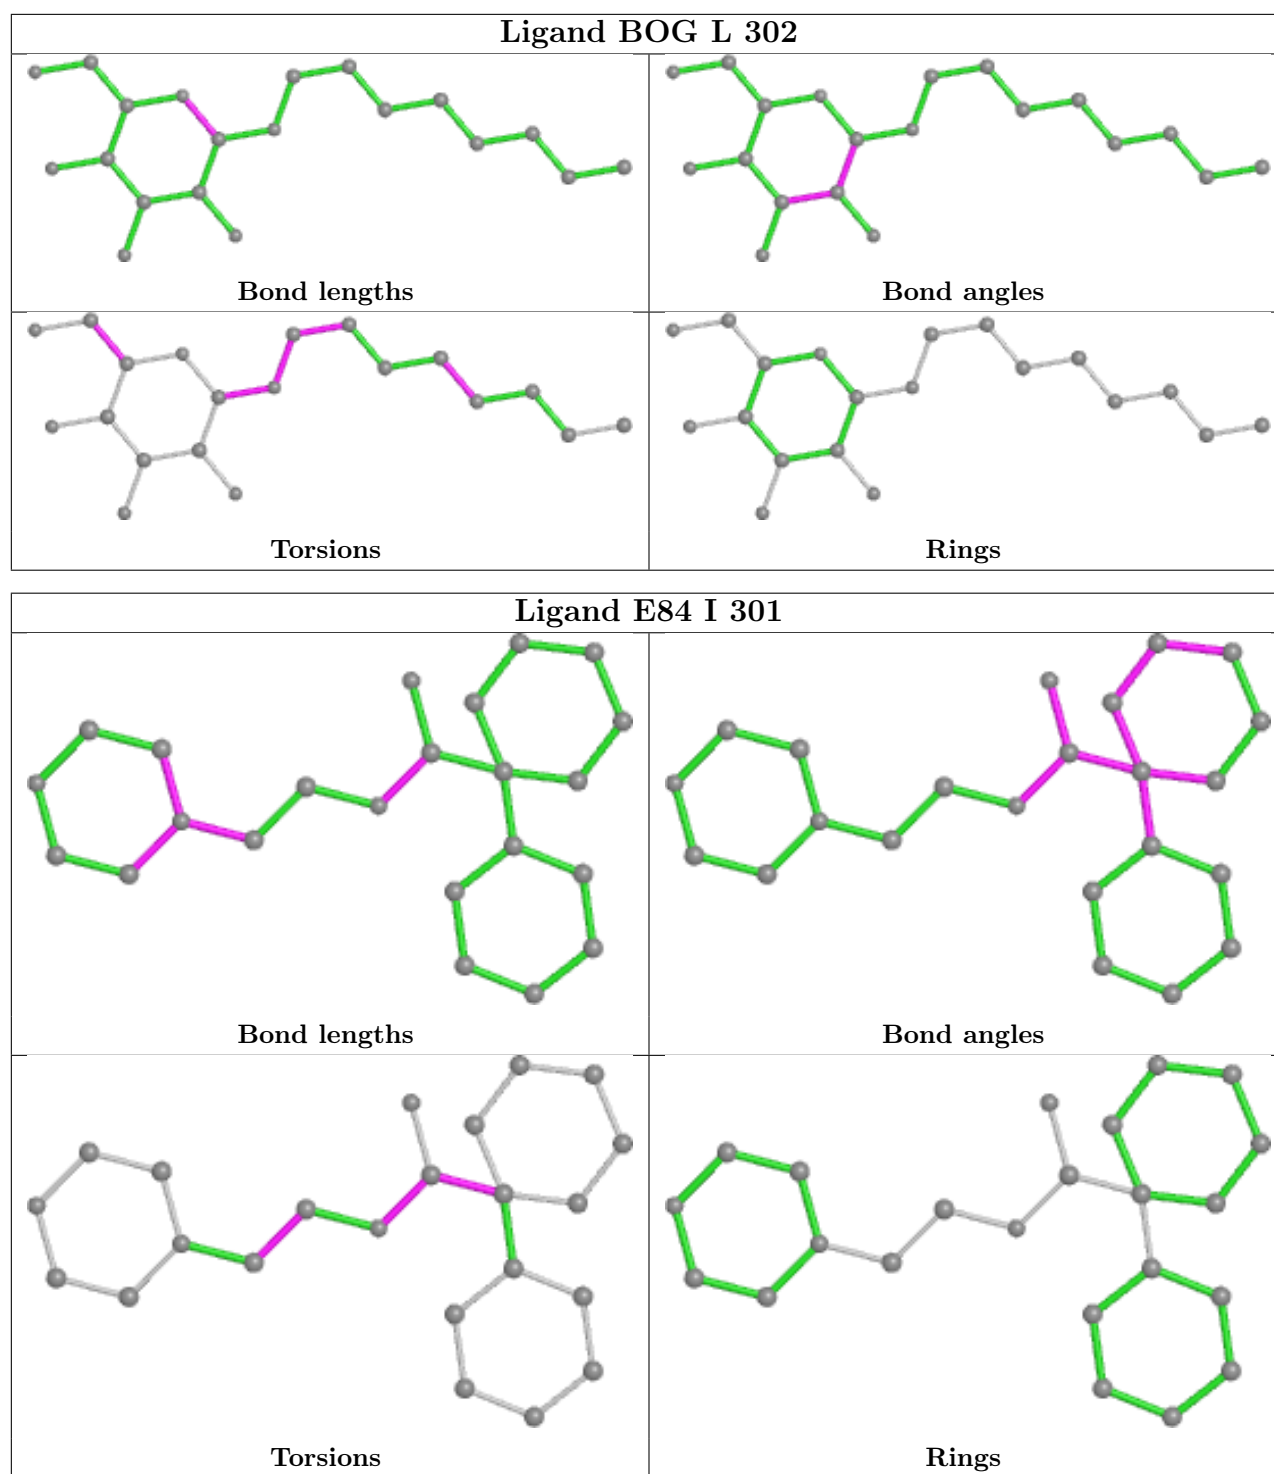 Ligand BOG L 302
Bond lengths
Bond angles
Torsions
Rings
Ligand E84 I 301
Bond lengths
Bond angles
Torsions
Rings